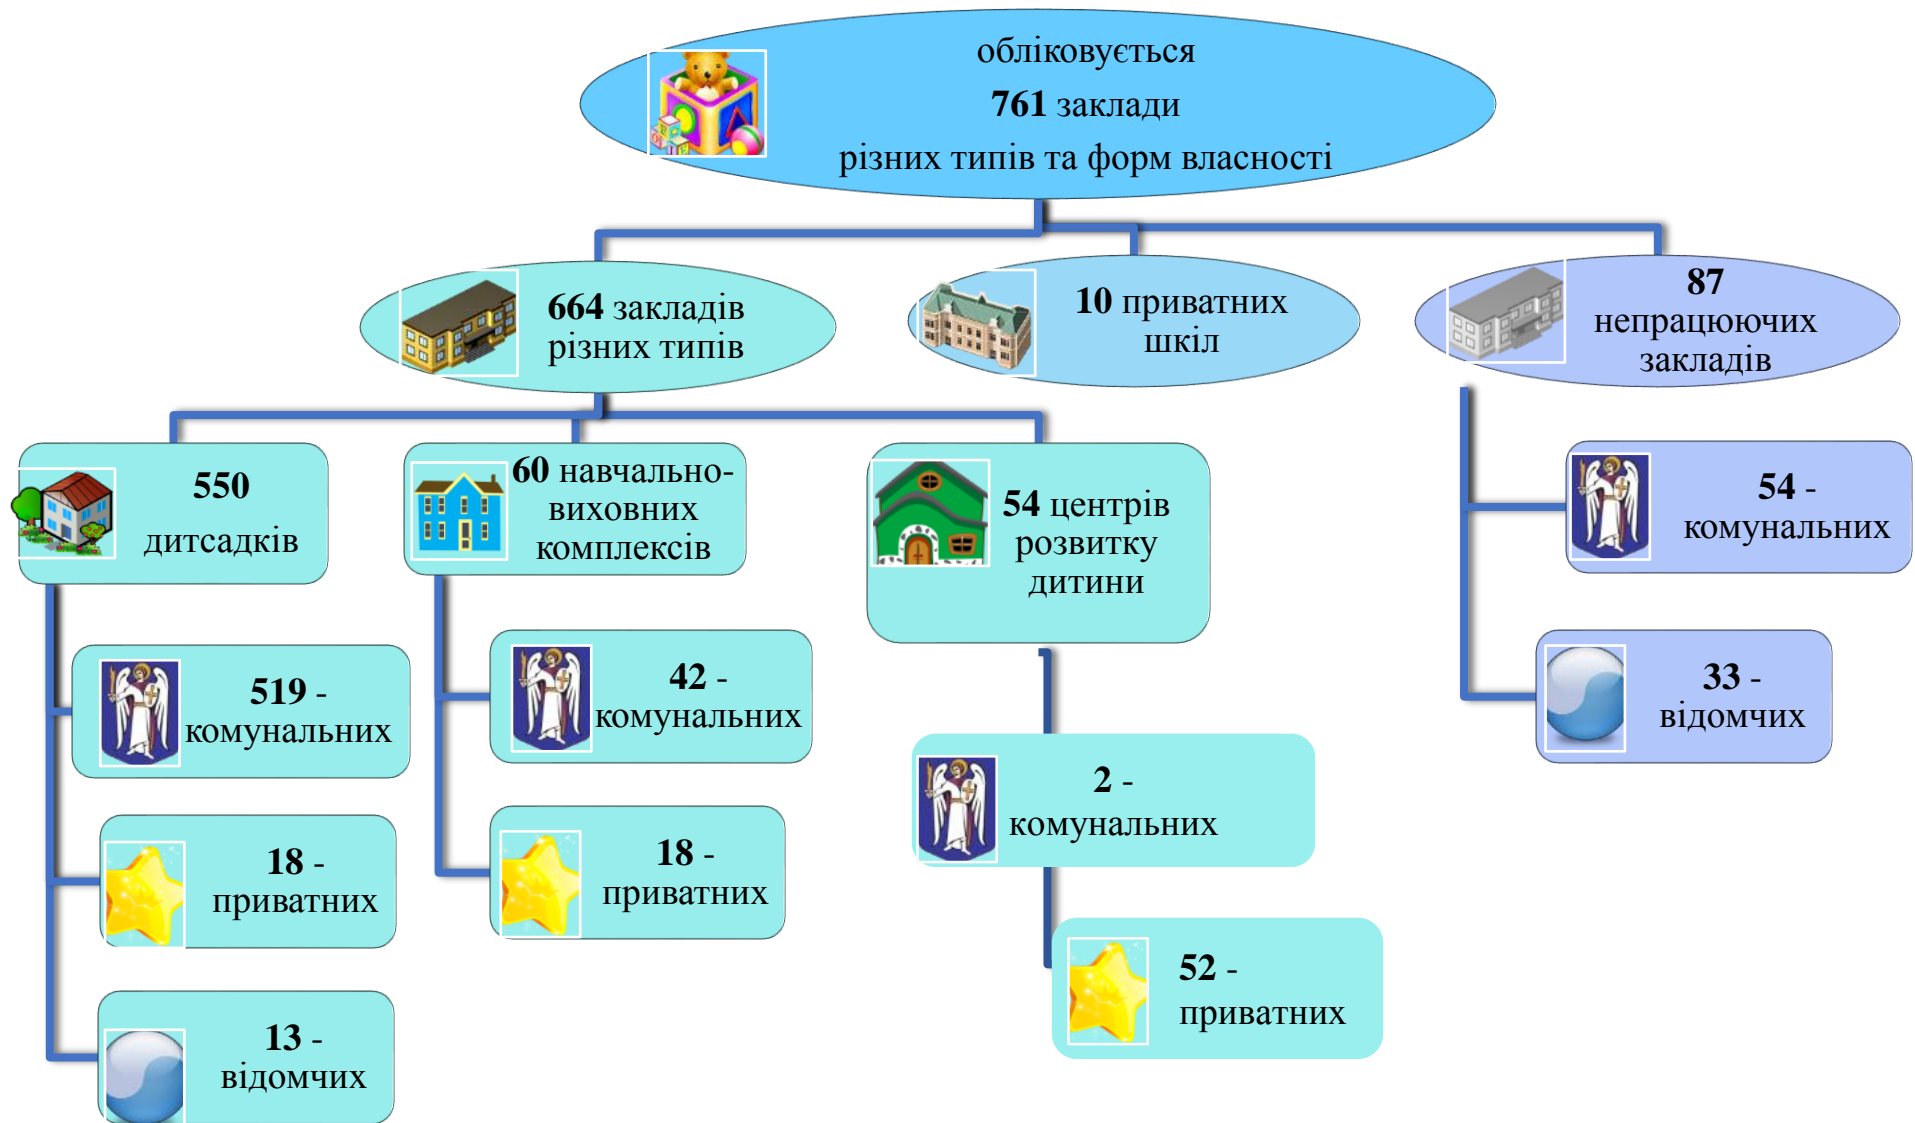 обліковується
761 заклади
різних типів та форм власності
664 закладів
різних типів
10 приватних
шкіл
87
непрацюючих
закладів
550
дитсадків
60 навчально-
виховних
комплексів
54 центрів
розвитку
дитини
54 -
комунальних
519 -
комунальних
42 -
комунальних
33 -
відомчих
2 -
комунальних
18 -
приватних
18 -
приватних
52 -
приватних
13 -
відомчих